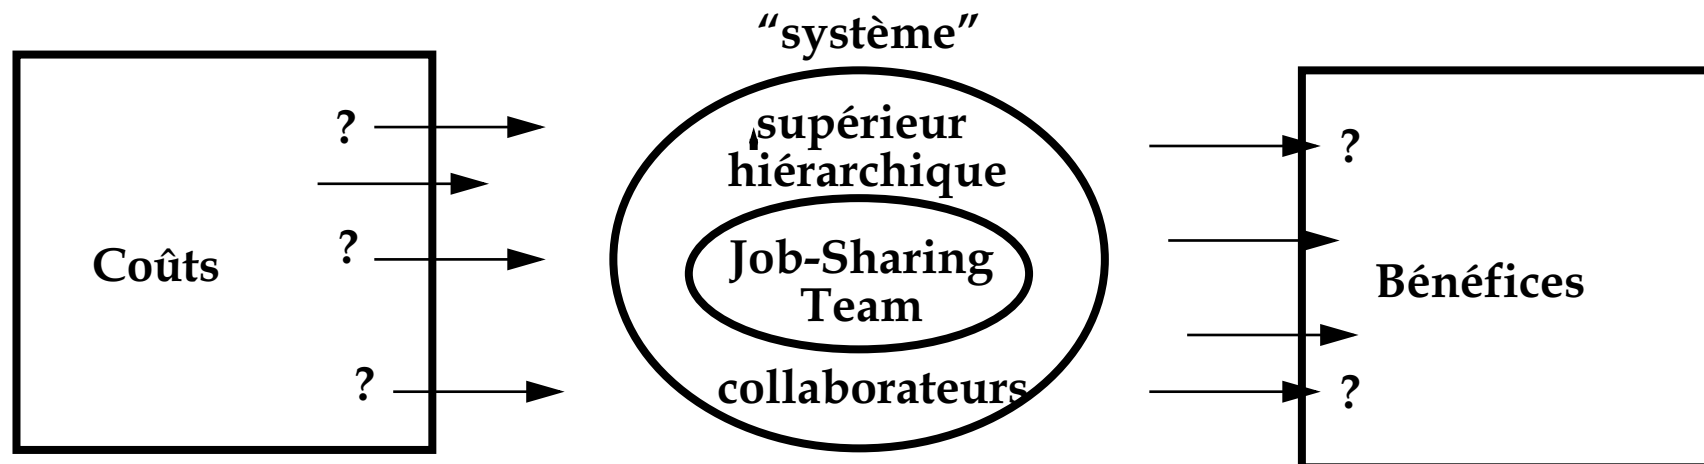 “système”
?
supérieur
hiérarchique
?
Coûts
?
Job-Sharing
Team
Bénéfices
?
collaborateurs
?